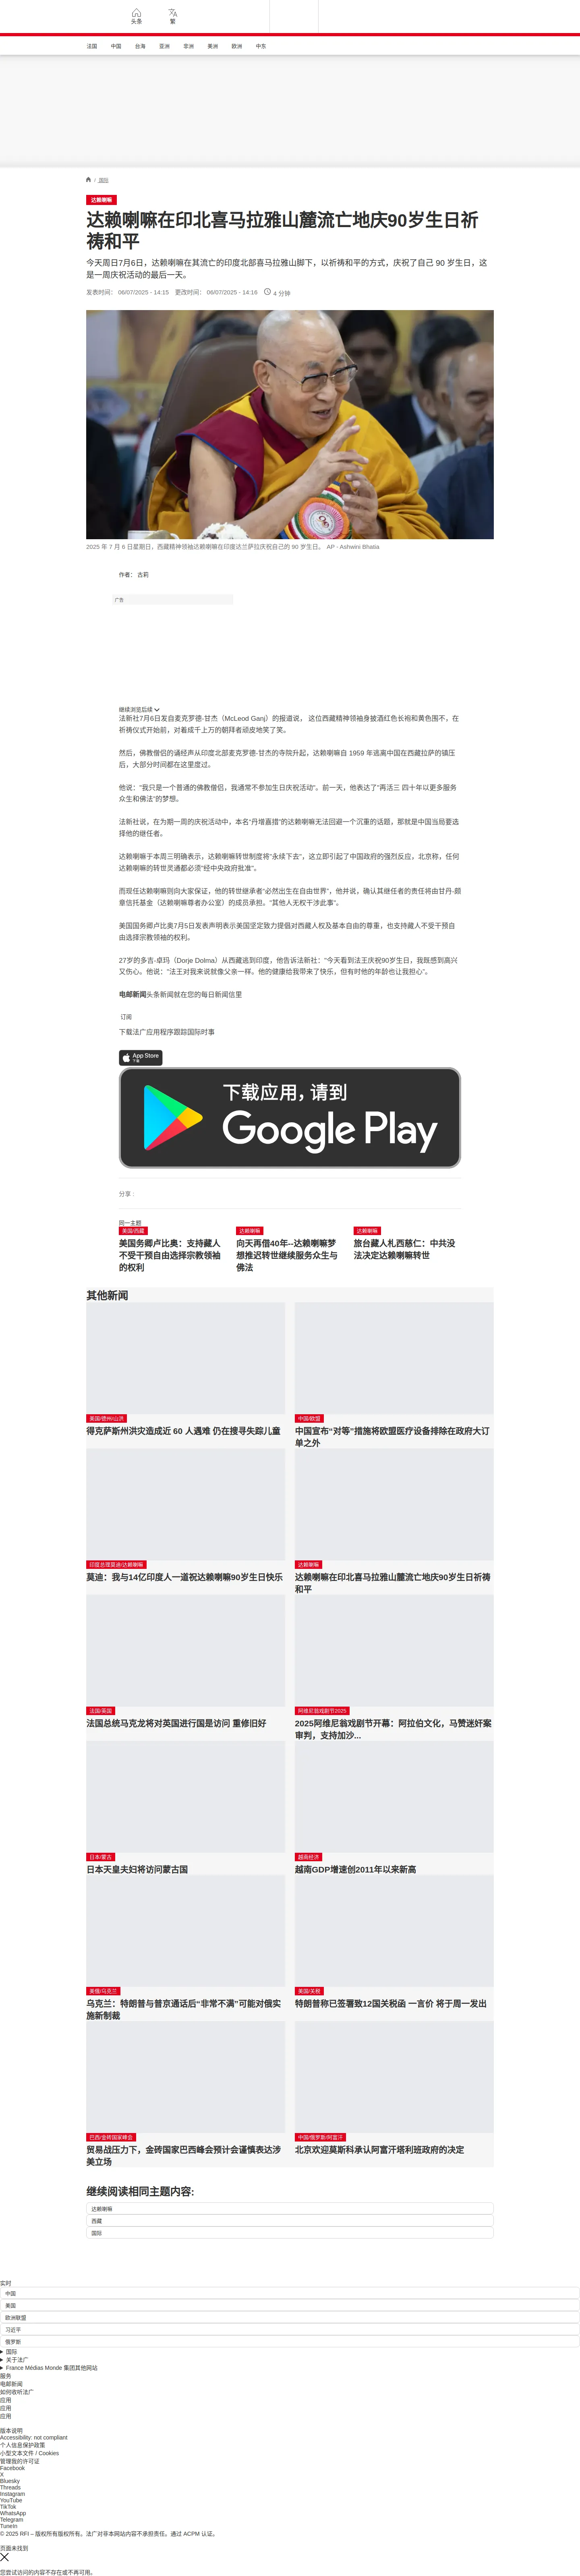 头条
繁
法国
中国
台海
亚洲
非洲
美洲
欧洲
中东
/ 国际
达赖喇嘛
达赖喇嘛在印北喜马拉雅山麓流亡地庆90岁生日祈
祷和平
今天周日7月6日，达赖喇嘛在其流亡的印度北部喜马拉雅山脚下，以祈祷和平的方式，庆祝了自己 90 岁生日，这
是一周庆祝活动的最后一天。
发表时间： 06/07/2025 - 14:15 更改时间： 06/07/2025 - 14:16 4 分钟
2025 年 7 月 6 日星期日，西藏精神领袖达赖喇嘛在印度达兰萨拉庆祝自己的 90 岁生日。 AP - Ashwini Bhatia
作者： 古莉
广告
继续浏览后续
法新社7月6日发自麦克罗德-甘杰（McLeod Ganj）的报道说， 这位西藏精神领袖身披酒红色长袍和黄色围不，在
祈祷仪式开始前，对着成千上万的朝拜者顽皮地笑了笑。
然后，佛教僧侣的诵经声从印度北部麦克罗德-甘杰的寺院升起，达赖喇嘛自 1959 年逃离中国在西藏拉萨的镇压
后，大部分时间都在这里度过。
他说："我只是一个普通的佛教僧侣，我通常不参加生日庆祝活动"。前一天，他表达了"再活三 四十年以更多服务
众生和佛法"的梦想。
法新社说，在为期一周的庆祝活动中，本名"丹增嘉措"的达赖喇嘛无法回避一个沉重的话题，那就是中国当局要选
择他的继任者。
达赖喇嘛于本周三明确表示，达赖喇嘛转世制度将"永续下去"，这立即引起了中国政府的强烈反应，北京称，任何
达赖喇嘛的转世灵通都必须"经中央政府批准"。
而现任达赖喇嘛则向大家保证，他的转世继承者"必然出生在自由世界"，他并说，确认其继任者的责任将由甘丹-颇
章信托基金（达赖喇嘛尊者办公室）的成员承担。"其他人无权干涉此事"。
美国国务卿卢比奥7月5日发表声明表示美国坚定致力提倡对西藏人权及基本自由的尊重，也支持藏人不受干预自
由选择宗教领袖的权利。
27岁的多吉-卓玛（Dorje Dolma）从西藏逃到印度，他告诉法新社："今天看到法王庆祝90岁生日，我既感到高兴
又伤心。他说："法王对我来说就像父亲一样。他的健康给我带来了快乐，但有时他的年龄也让我担心"。
电邮新闻头条新闻就在您的每日新闻信里
订阅
下载法广应用程序跟踪国际时事
App Store
下载
下载应用，请到
Google Play
分享 :
同一主题
美国/西藏
美国务卿卢比奥：支持藏人
不受干预自由选择宗教领袖
的权利
达赖喇嘛
向天再借40年--达赖喇嘛梦
想推迟转世继续服务众生与
佛法
达赖喇嘛
旅台藏人札西慈仁：中共没
法决定达赖喇嘛转世
其他新闻
美国/德州/山洪
得克萨斯州洪灾造成近 60 人遇难 仍在搜寻失踪儿童
中国/欧盟
中国宣布“对等”措施将欧盟医疗设备排除在政府大订
单之外
印度总理莫迪/达赖喇嘛
莫迪：我与14亿印度人一道祝达赖喇嘛90岁生日快乐
达赖喇嘛
达赖喇嘛在印北喜马拉雅山麓流亡地庆90岁生日祈祷
和平
法国/英国
法国总统马克龙将对英国进行国是访问 重修旧好
阿维尼翁戏剧节2025
2025阿维尼翁戏剧节开幕：阿拉伯文化，马赞迷奸案
审判，支持加沙...
日本/蒙古
日本天皇夫妇将访问蒙古国
越南经济
越南GDP增速创2011年以来新高
美俄/乌克兰
乌克兰：特朗普与普京通话后“非常不满”可能对俄实
施新制裁
美国/关税
特朗普称已签署致12国关税函 一言价 将于周一发出
巴西/金砖国家峰会
贸易战压力下，金砖国家巴西峰会预计会谨慎表达涉
美立场
中国/俄罗斯/阿富汗
北京欢迎莫斯科承认阿富汗塔利班政府的决定
继续阅读相同主题内容:
达赖喇嘛
西藏
国际
实时
中国
美国
欧洲联盟
习近平
俄罗斯
国际
关于法广
France Médias Monde 集团其他网站
服务
电邮新闻
如何收听法广
应用
应用
应用
版本说明
Accessibility: not compliant
个人信息保护政策
小型文本文件 / Cookies
管理我的许可证
Facebook
X
Bluesky
Threads
Instagram
YouTube
TikTok
WhatsApp
Telegram
TuneIn
© 2025 RFI – 版权所有版权所有。法广对非本网站内容不承担责任。通过 ACPM 认证。
页面未找到
您尝试访问的内容不存在或不再可用。